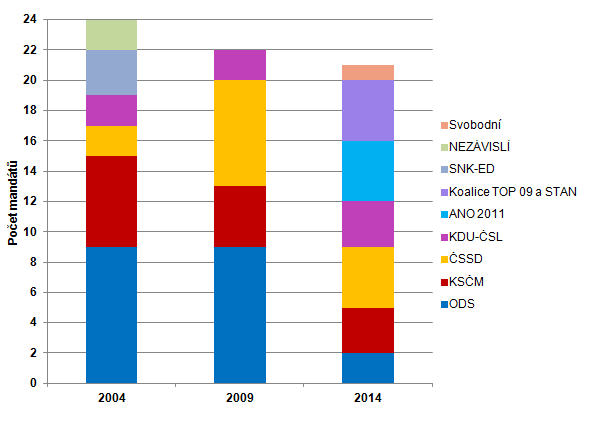 Počet mandátů
24
22
20
18
16
14
12
10
8
6
4
2
0
2004
2009
2014
Svobodní
NEZÁVISLÍ
SNK-ED
Koalice TOP 09 a STAN
ANO 2011
KDU-ČSL
ČSSD
KSČM
ODS